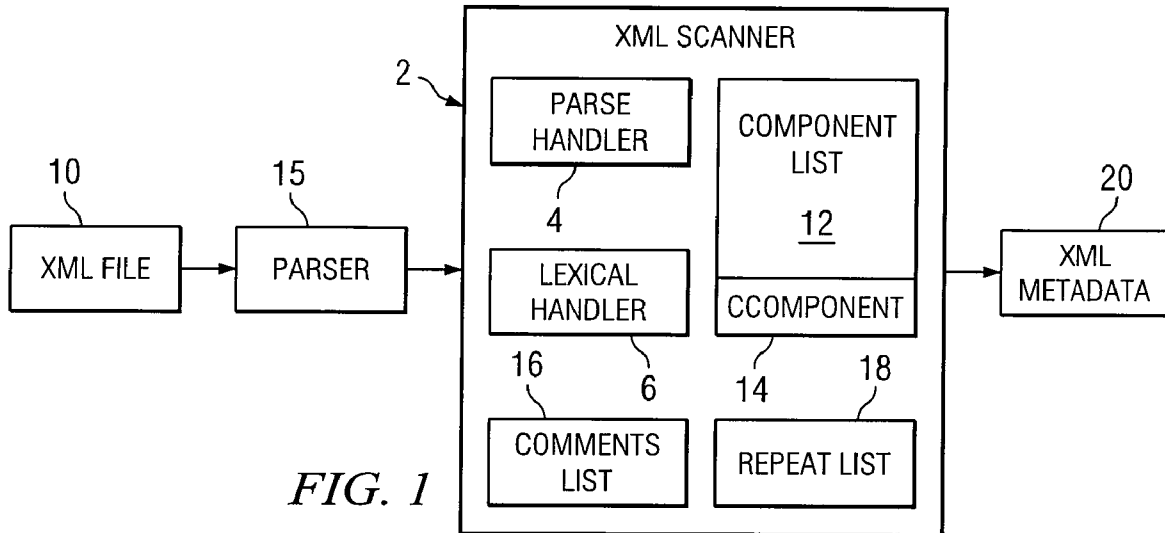 XML SCANNER
2
PARSE
HANDLER
4
COMPONENT
LIST
12
10
XML FILE
15
PARSER
LEXICAL
HANDLER
6
CCOMPONENT
14
20
XML
METADATA
16
COMMENTS
LIST
18
REPEAT LIST
FIG. 1